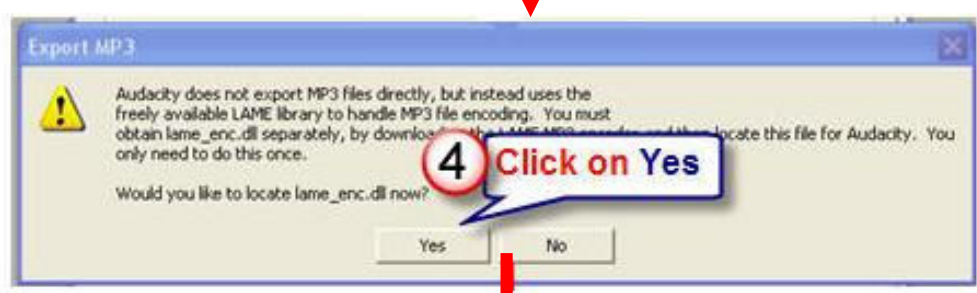 Export MP3
Audacity does not export MP3 files directly, but instead uses the
freely available LAME library to handle MP3 file encoding. You must
obtain lame_enc.dll separately, by downloading the LAME MP3 encoder, and then locate this file for Audacity. You
only need to do this once.
4 Click on Yes
Would you like to locate lame_enc.dll now?
Yes No